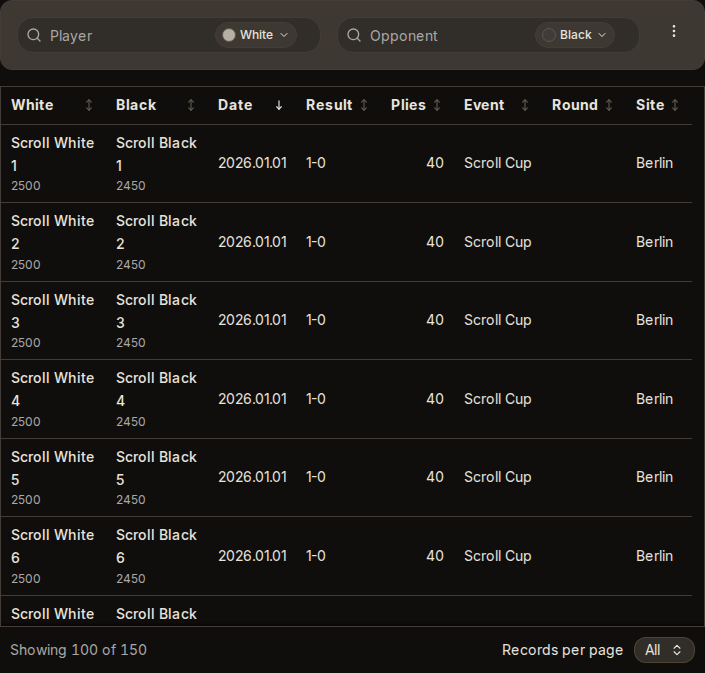 Player White Opponent Black
White Black Date Result Plies Event Round Site
Scroll White Scroll Black
1 1 2026.01.01 1-0 40 Scroll Cup Berlin
2500 2450
Scroll White Scroll Black
2 2 2026.01.01 1-0 40 Scroll Cup Berlin
2500 2450
Scroll White Scroll Black
3 3 2026.01.01 1-0 40 Scroll Cup Berlin
2500 2450
Scroll White Scroll Black
4 4 2026.01.01 1-0 40 Scroll Cup Berlin
2500 2450
Scroll White Scroll Black
5 5 2026.01.01 1-0 40 Scroll Cup Berlin
2500 2450
Scroll White Scroll Black
6 6 2026.01.01 1-0 40 Scroll Cup Berlin
2500 2450
Scroll White Scroll Black
Showing 100 of 150 Records per page All